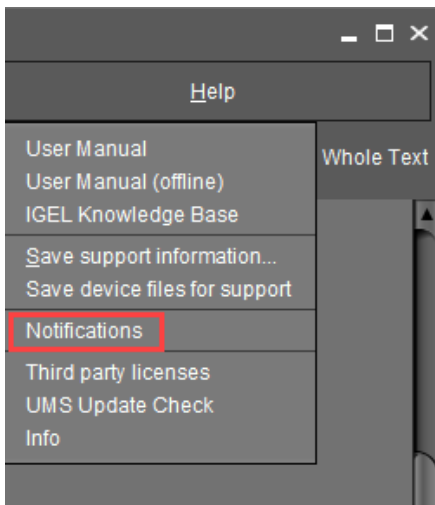 Help
User Manual
User Manual (offline)
IGEL Knowledge Base
Save support information...
Save device files for support
Notifications
Third party licenses
UMS Update Check
Info
Whole Text